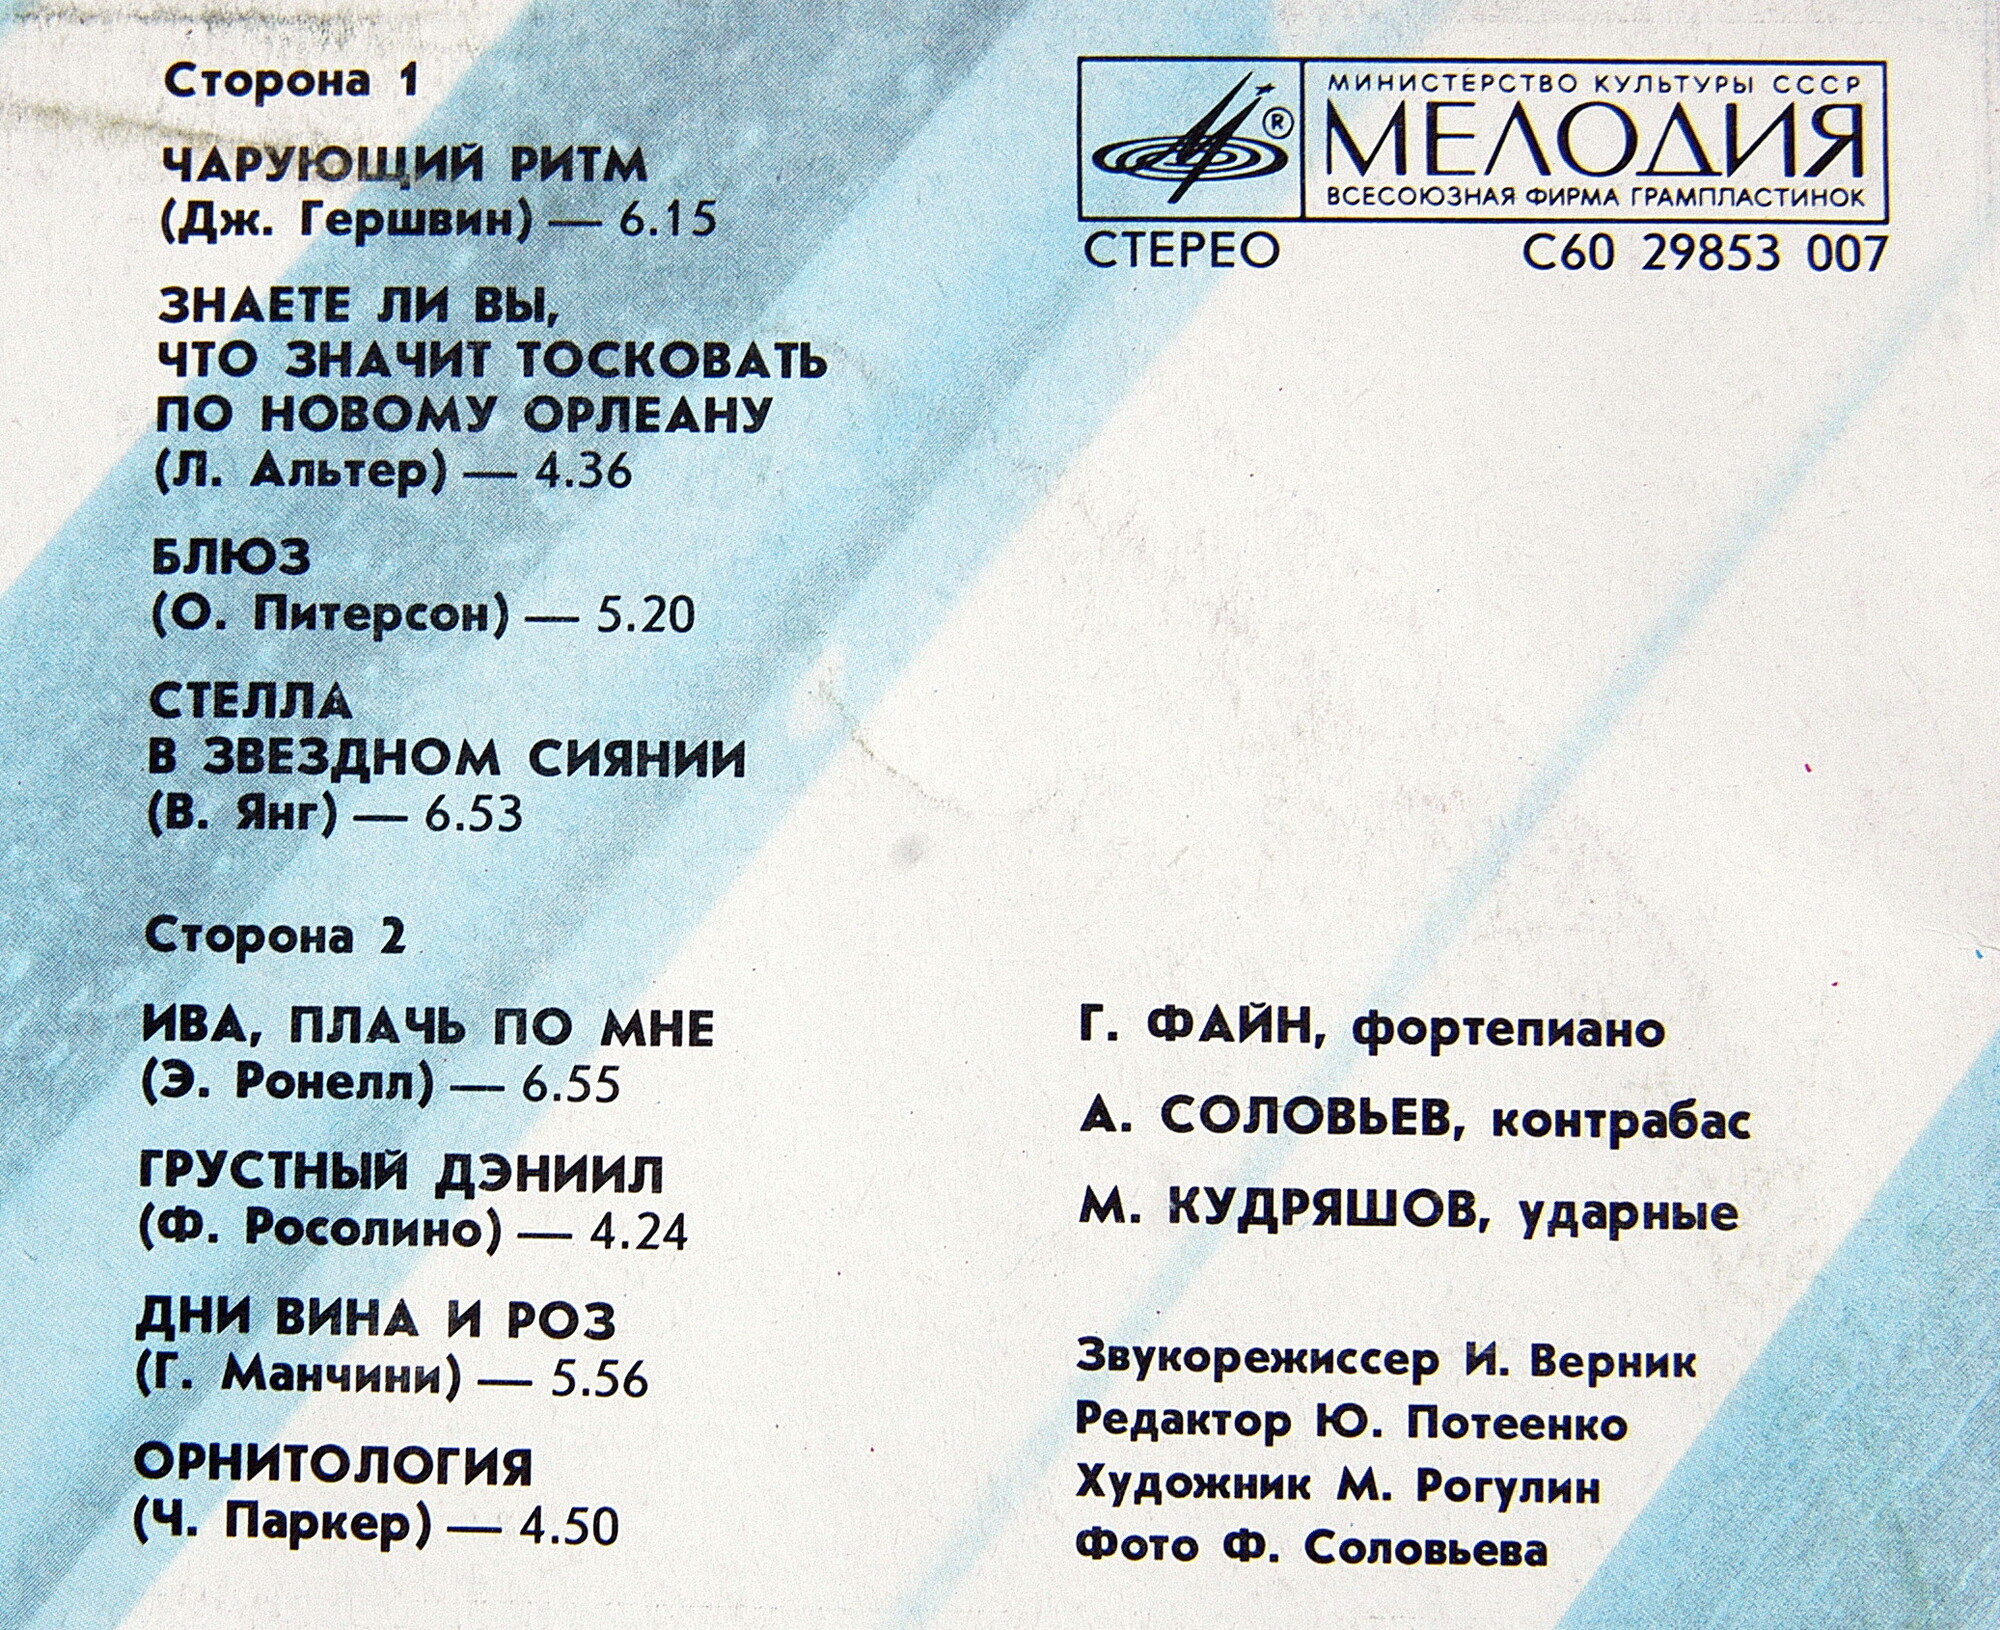 Сторона 1
ЧАРУЮЩИЙ РИТМ
(Дж. Гершвин) — 6.15
ЗНАЕТЕ ЛИ ВЫ,
ЧТО ЗНАЧИТ ТОСКОВАТЬ
ПО НОВОМУ ОРЛЕАНУ
(Л. Альтер) — 4.36
БЛЮЗ
(О. Питерсон) — 5.20
СТЕЛЛА
В ЗВЕЗДНОМ СИЯНИИ
(В. Янг) — 6.53
Сторона 2
ИВА, ПЛАЧЬ ПО МНЕ
(Э. Ронелл) — 6.55
ГРУСТНЫЙ ДЭНИИЛ
(Ф. Росолино) — 4.24
ДНИ ВИНА И РОЗ
(Г. Манчини) — 5.56
ОРНИТОЛОГИЯ
(Ч. Паркер) — 4.50
МИНИСТЕРСТВО КУЛЬТУРЫ СССР
®
МЕЛОДИЯ
ВСЕСОЮЗНАЯ ФИРМА ГРАМПЛАСТИНОК
СТЕРЕО С60 29853 007
Г. ФАЙН, фортепиано
А. СОЛОВЬЕВ, контрабас
М. КУДРЯШОВ, ударные
Звукорежиссер И. Верник
Редактор Ю. Потеенко
Художник М. Рогулин
Фото Ф. Соловьева